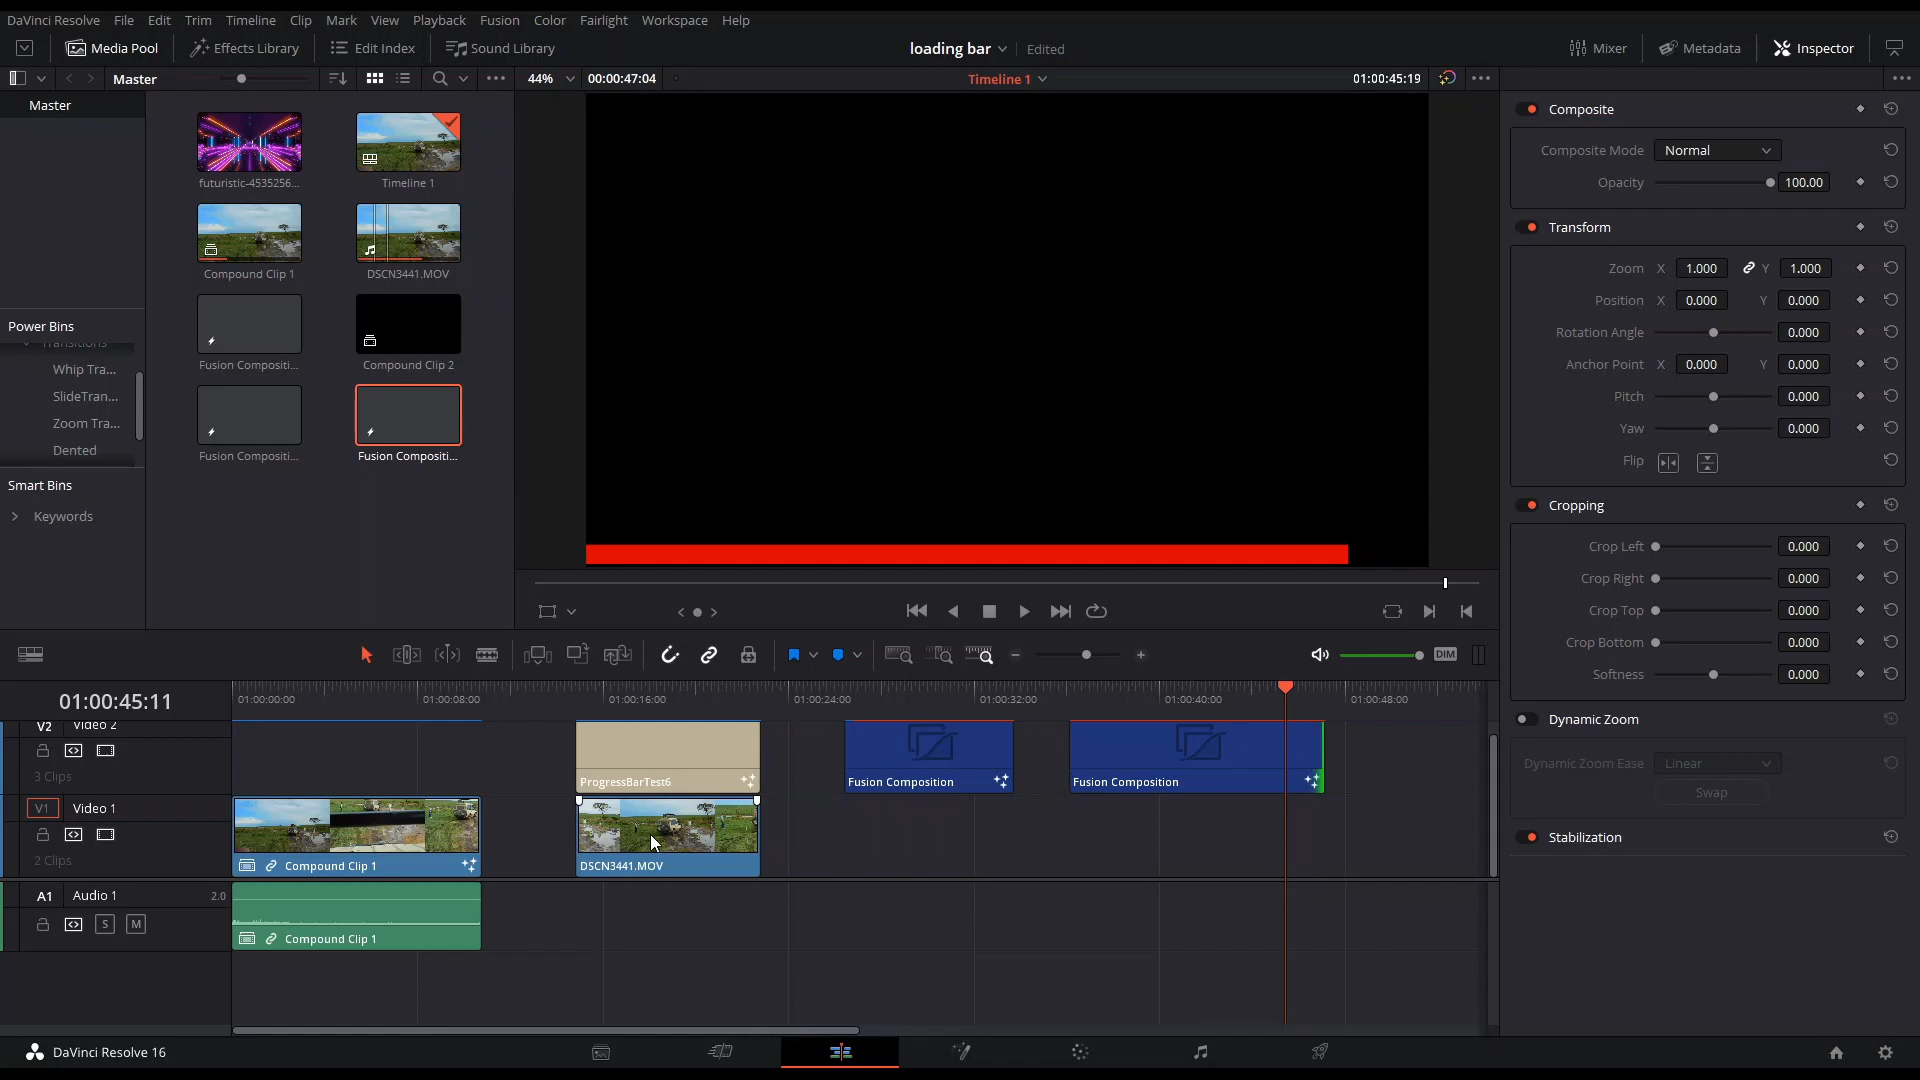 DaVinci Resolve File Edit Trim Timeline Clip Mark View Playback Fusion Color Fairlight Workspace Help
Media Pool Effects Library Edit Index Sound Library loading bar Edited Mixer Metadata Inspector
Master 44% 00:00:47:04 Timeline 1 01:00:45:19
Master
futuristic-4535256... Timeline 1
Compound Clip 1 DSCN3441.MOV
Fusion Compositi... Compound Clip 2
Fusion Compositi... Fusion Compositi...
Power Bins
Transitions
Whip Tra...
SlideTran...
Zoom Tra...
Dented
Smart Bins
Keywords
Composite
Composite Mode Normal
Opacity 100.00
Transform
Zoom X 1.000 Y 1.000
Position X 0.000 Y 0.000
Rotation Angle 0.000
Anchor Point X 0.000 Y 0.000
Pitch 0.000
Yaw 0.000
Flip
Cropping
Crop Left 0.000
Crop Right 0.000
Crop Top 0.000
Crop Bottom 0.000
Softness 0.000
Dynamic Zoom
Dynamic Zoom Ease Linear
Swap
Stabilization
DIM
01:00:45:11 01:00:00:00 01:00:08:00 01:00:16:00 01:00:24:00 01:00:32:00 01:00:40:00 01:00:48:00
V2 Video 2
3 Clips
ProgressBarTest6 Fusion Composition Fusion Composition
V1 Video 1
2 Clips
Compound Clip 1 DSCN3441.MOV
A1 Audio 1 2.0
S M
Compound Clip 1
DaVinci Resolve 16